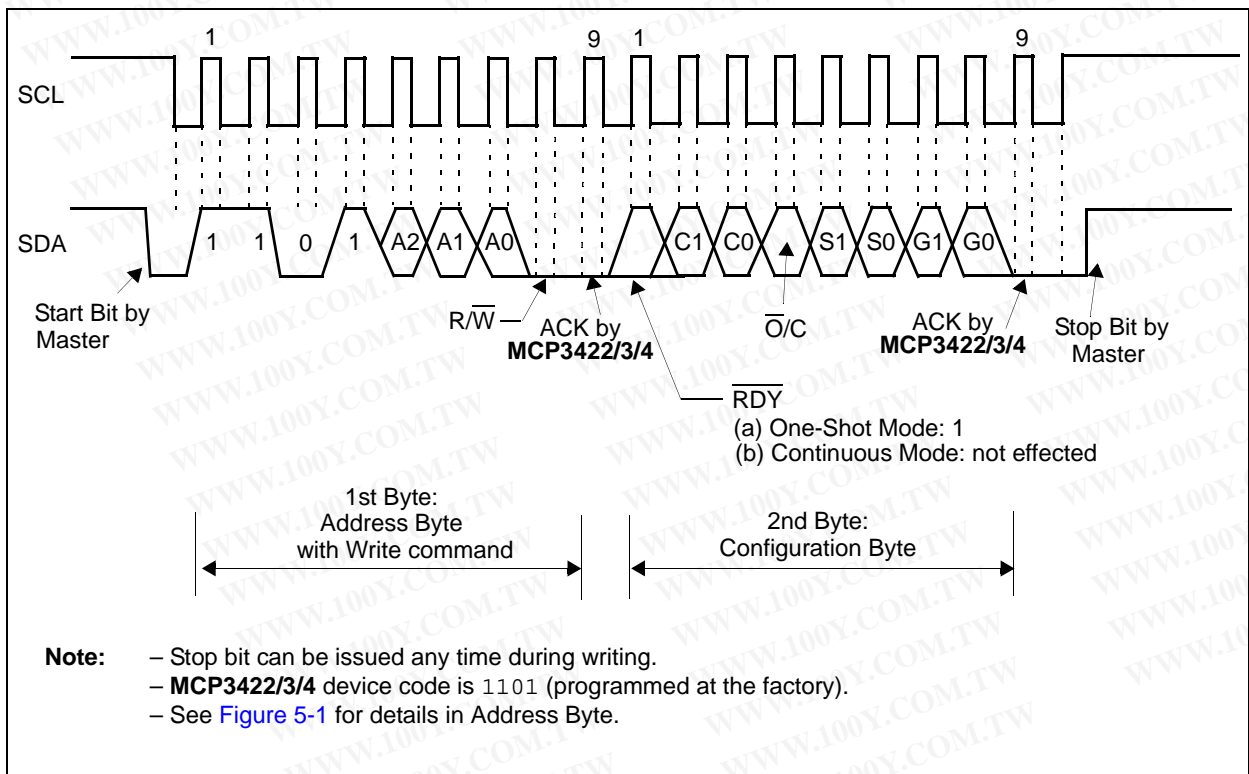 1 9 1 9
SCL
SDA
1 1 0 1 A2 A1 A0 C1 C0 S1 S0 G1 G0
Start Bit by
Master
R/W̅
ACK by
MCP3422/3/4
O̅/C
ACK by
MCP3422/3/4
Stop Bit by
Master
R̅D̅Y̅
(a) One-Shot Mode: 1
(b) Continuous Mode: not effected
1st Byte:
Address Byte
with Write command
2nd Byte:
Configuration Byte
Note: – Stop bit can be issued any time during writing.
– MCP3422/3/4 device code is 1101 (programmed at the factory).
– See Figure 5-1 for details in Address Byte.
WWW.100Y.COM.TW